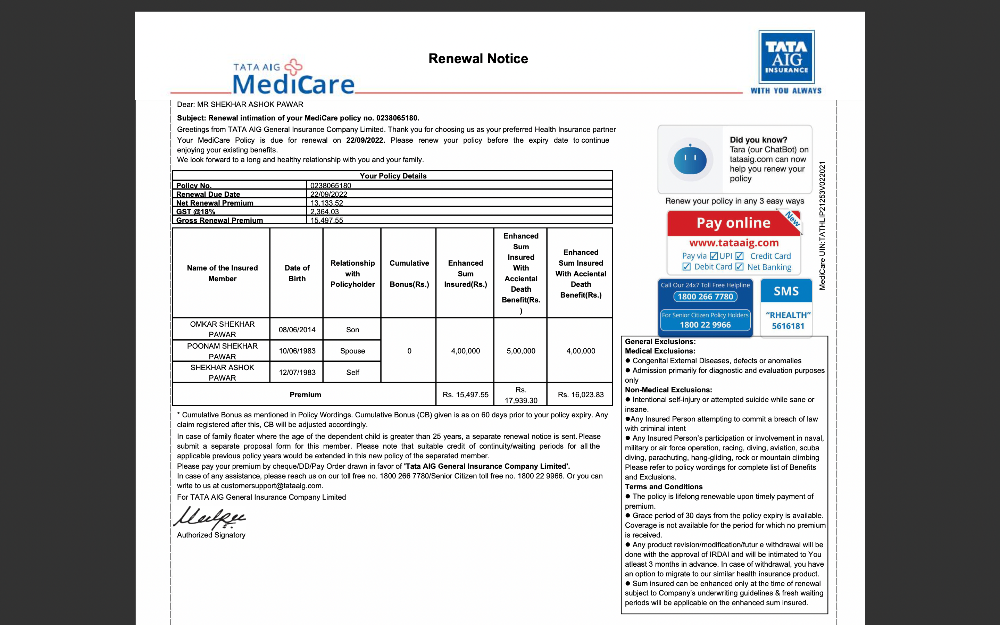 Renewal Notice
TATA AIG
MediCare
TATA
AIG
INSURANCE
WITH YOU ALWAYS
Dear: MR SHEKHAR ASHOK PAWAR
Subject: Renewal intimation of your MediCare policy no. 0238065180.
Greetings from TATA AIG General Insurance Company Limited. Thank you for choosing us as your preferred Health Insurance partner
Your MediCare Policy is due for renewal on 22/09/2022. Please renew your policy before the expiry date to continue
enjoying your existing benefits.
We look forward to a long and healthy relationship with you and your family.
Your Policy Details
Policy No. 0238065180
Renewal Due Date 22/09/2022
Net Renewal Premium 13,133.52
GST @18% 2,364.03
Gross Renewal Premium 15,497.55
Name of the Insured
Member
Date of
Birth
Relationship
with
Policyholder
Cumulative
Bonus(Rs.)
Enhanced
Sum
Insured(Rs.)
Enhanced
Sum
Insured
With
Acciental
Death
Benefit(Rs.
)
Enhanced
Sum Insured
With Acciental
Death
Benefit(Rs.)
OMKAR SHEKHAR
PAWAR
08/06/2014
Son
POONAM SHEKHAR
PAWAR
10/06/1983
Spouse
SHEKHAR ASHOK
PAWAR
12/07/1983
Self
0
4,00,000
5,00,000
4,00,000
Premium
Rs. 15,497.55
Rs.
17,939.30
Rs. 16,023.83
* Cumulative Bonus as mentioned in Policy Wordings. Cumulative Bonus (CB) given is as on 60 days prior to your policy expiry. Any
claim registered after this, CB will be adjusted accordingly.
In case of family floater where the age of the dependent child is greater than 25 years, a separate renewal notice is sent. Please
submit a separate proposal form for this member. Please note that suitable credit of continuity/waiting periods for all the
applicable previous policy years would be extended in this new policy of the separated member.
Please pay your premium by cheque/DD/Pay Order drawn in favor of 'Tata AIG General Insurance Company Limited'.
In case of any assistance, please reach us on our toll free no. 1800 266 7780/Senior Citizen toll free no. 1800 22 9966. Or you can
write to us at customersupport@tataaig.com.
For TATA AIG General Insurance Company Limited
Authorized Signatory
Did you know?
Tara (our ChatBot) on
tataaig.com can now
help you renew your
policy
Renew your policy in any 3 easy ways
Pay online
New
www.tataaig.com
Pay via ☑ UPI ☑ Credit Card
☑ Debit Card ☑ Net Banking
Call Our 24x7 Toll Free Helpline
1800 266 7780
For Senior Citizen Policy Holders
1800 22 9966
SMS
“RHEALTH”
5616181
MediCare UIN:TATHLIP21253V022021
General Exclusions:
Medical Exclusions:
● Congenital External Diseases, defects or anomalies
● Admission primarily for diagnostic and evaluation purposes
only
Non-Medical Exclusions:
● Intentional self-injury or attempted suicide while sane or
insane.
●Any Insured Person attempting to commit a breach of law
with criminal intent
● Any Insured Person’s participation or involvement in naval,
military or air force operation, racing, diving, aviation, scuba
diving, parachuting, hang-gliding, rock or mountain climbing
Please refer to policy wordings for complete list of Benefits
and Exclusions.
Terms and Conditions
● The policy is lifelong renewable upon timely payment of
premium.
● Grace period of 30 days from the policy expiry is available.
Coverage is not available for the period for which no premium
is received.
● Any product revision/modification/futur e withdrawal will be
done with the approval of IRDAI and will be intimated to You
atleast 3 months in advance. In case of withdrawal, you have
an option to migrate to our similar health insurance product.
● Sum insured can be enhanced only at the time of renewal
subject to Company’s underwriting guidelines & fresh waiting
periods will be applicable on the enhanced sum insured.